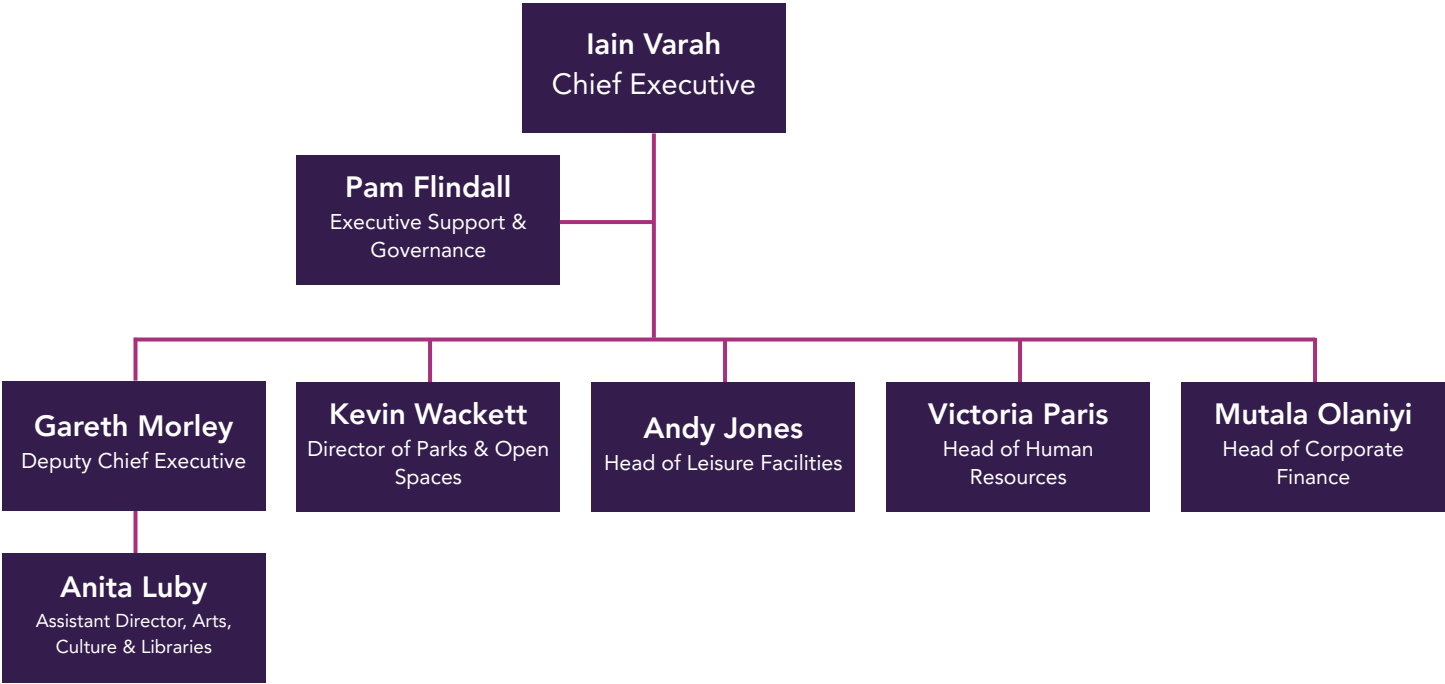 Iain Varah
Chief Executive
Pam Flindall
Executive Support &
Governance
Gareth Morley
Deputy Chief Executive
Kevin Wackett
Director of Parks & Open
Spaces
Andy Jones
Head of Leisure Facilities
Victoria Paris
Head of Human
Resources
Mutala Olaniyi
Head of Corporate
Finance
Anita Luby
Assistant Director, Arts,
Culture & Libraries